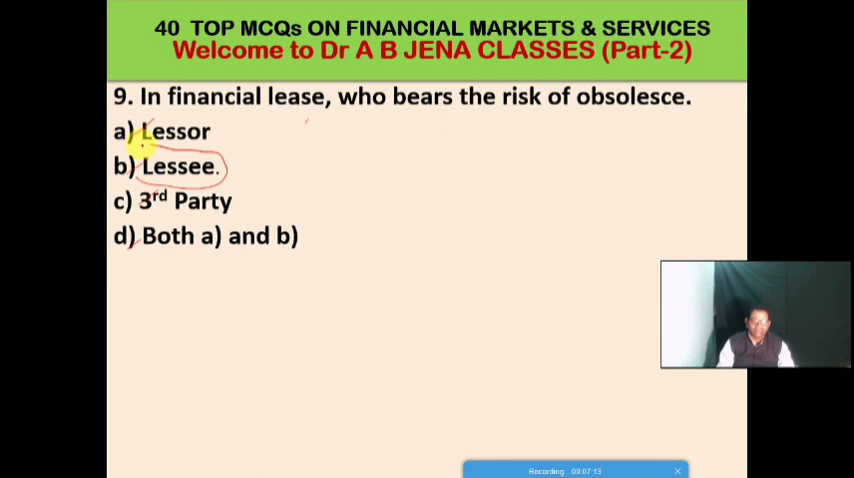 40 TOP MCQs ON FINANCIAL MARKETS & SERVICES
Welcome to Dr A B JENA CLASSES (Part-2)
9. In financial lease, who bears the risk of obsolesce.
a) Lessor
b) Lessee.
c) 3rd Party
d) Both a) and b)
Recording... 03:07:13